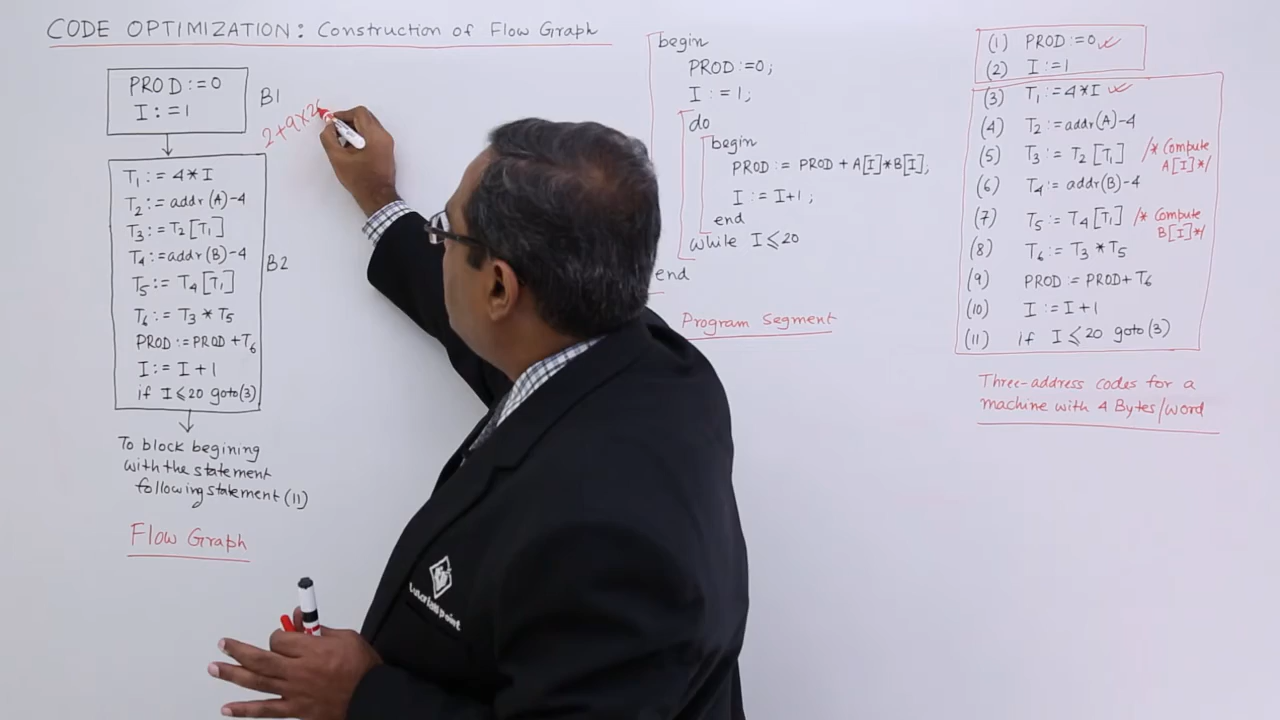 CODE OPTIMIZATION: Construction of Flow Graph
PROD:=0
I:=1
B1
2+9×20
T1 := 4*I
T2 := addr(A)-4
T3 := T2[T1]
T4 := addr(B)-4
T5 := T4[T1]
T6 := T3 * T5
PROD := PROD + T6
I := I + 1
if I ⩽ 20 goto(3)
B2
To block begining
with the statement
following statement (11)
Flow Graph
begin
PROD := 0;
I := 1;
do
begin
PROD := PROD + A[I]*B[I];
I := I+1;
end
while I ⩽ 20
end
Program Segment
(1) PROD := 0 ✓
(2) I := 1
(3) T1 := 4*I ✓
(4) T2 := addr(A)-4
(5) T3 := T2[T1] /* Compute A[I]*/
(6) T4 := addr(B)-4
(7) T5 := T4[T1] /* Compute B[I]*/
(8) T6 := T3 * T5
(9) PROD := PROD + T6
(10) I := I + 1
(11) if I ⩽ 20 goto(3)
Three-address codes for a
machine with 4 Bytes/word
tutorialspoint